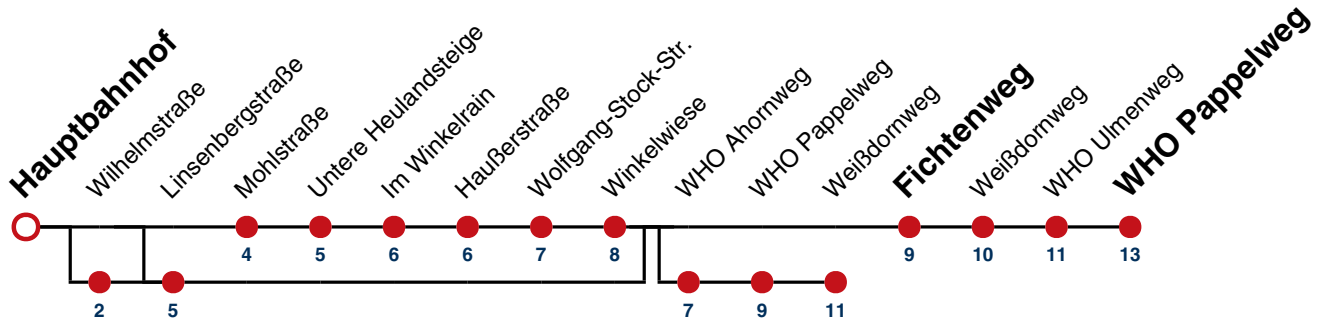 Hauptbahnhof
Wilhelmstraße
Linsenbergstraße
Mohlstraße
Untere Heulandsteige
Im Winkelrain
Haußerstraße
Wolfgang-Stock-Str.
Winkelwiese
WHO Ahornweg
WHO Pappelweg
Weißdornweg
Fichtenweg
Weißdornweg
WHO Ulmenweg
WHO Pappelweg
4 5 6 6 7 8 9 10 11 13
2 5 7 9 11